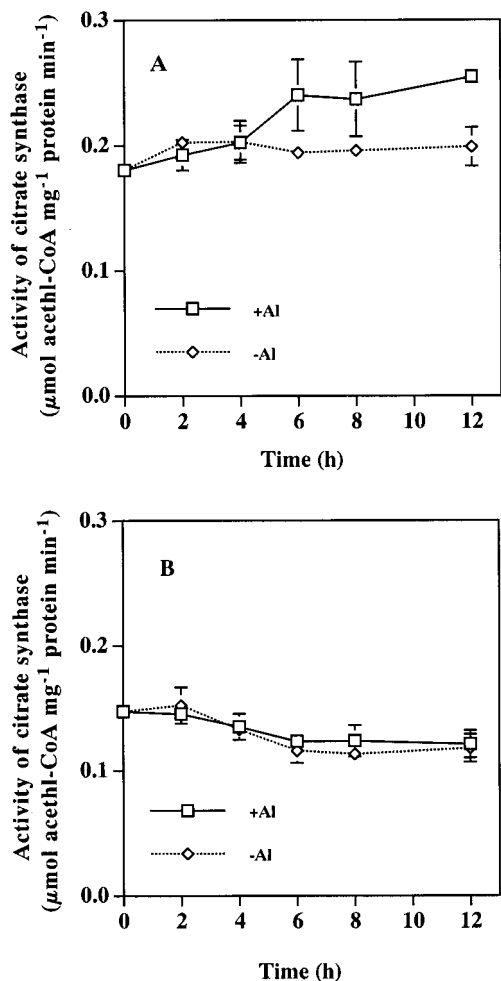 Activity of citrate synthase
(μmol acethl-CoA mg⁻¹ protein min⁻¹)
0.3
0.2
0.1
0.0
A
+Al
-Al
0 2 4 6 8 10 12
Time (h)
Activity of citrate synthase
(μmol acethl-CoA mg⁻¹ protein min⁻¹)
0.3
0.2
0.1
0.0
B
+Al
-Al
0 2 4 6 8 10 12
Time (h)